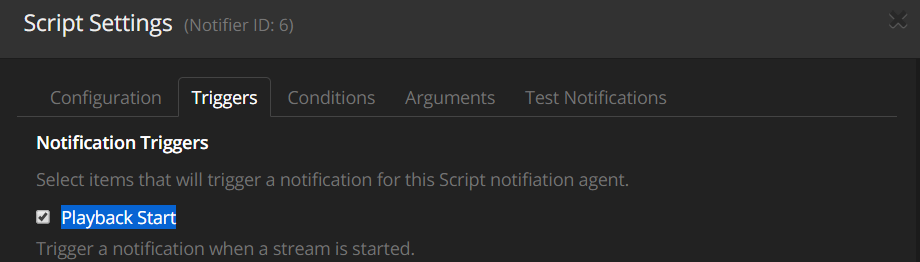 Script Settings (Notifier ID: 6)
Configuration Triggers Conditions Arguments Test Notifications
Notification Triggers
Select items that will trigger a notification for this Script notifiation agent.
Playback Start
Trigger a notification when a stream is started.